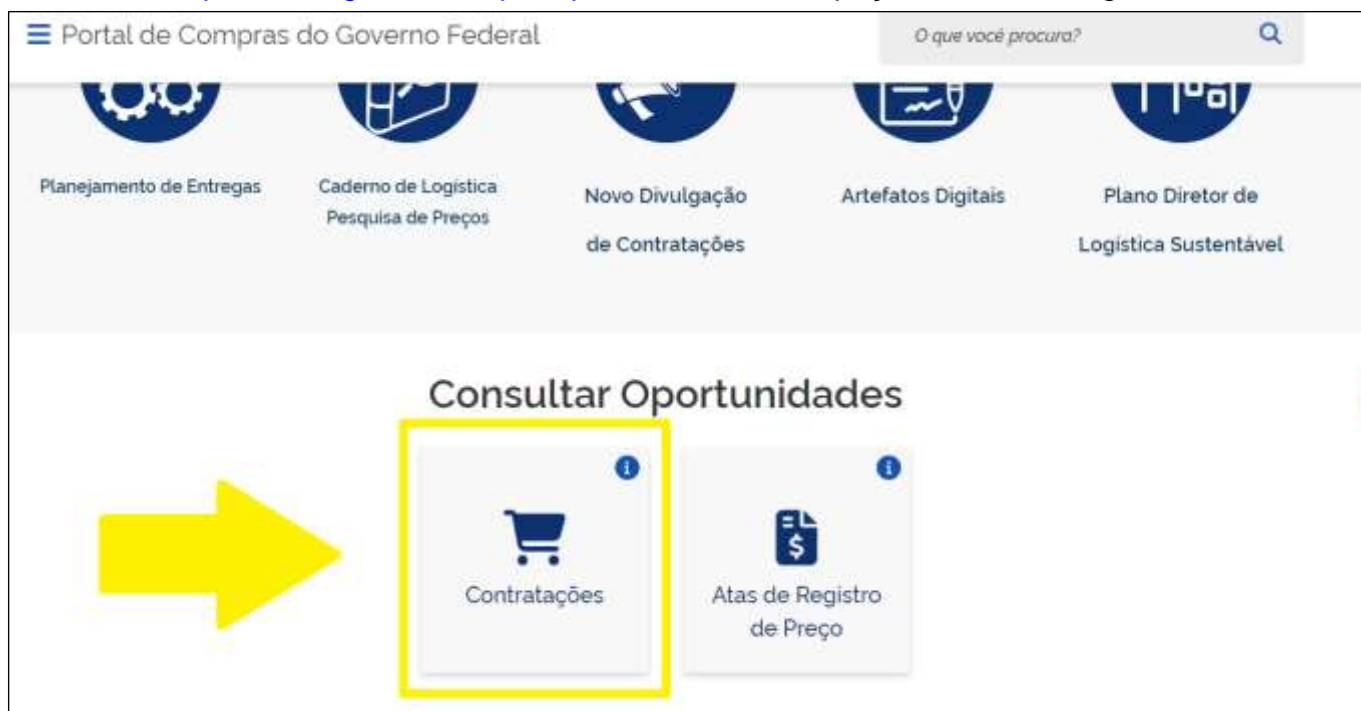 Portal de Compras do Governo Federal
O que você procura?
Planejamento de Entregas
Caderno de Logística
Pesquisa de Preços
Novo Divulgação
de Contratações
Artefatos Digitais
Plano Diretor de
Logística Sustentável
Consultar Oportunidades
Contratações
Atas de Registro
de Preço